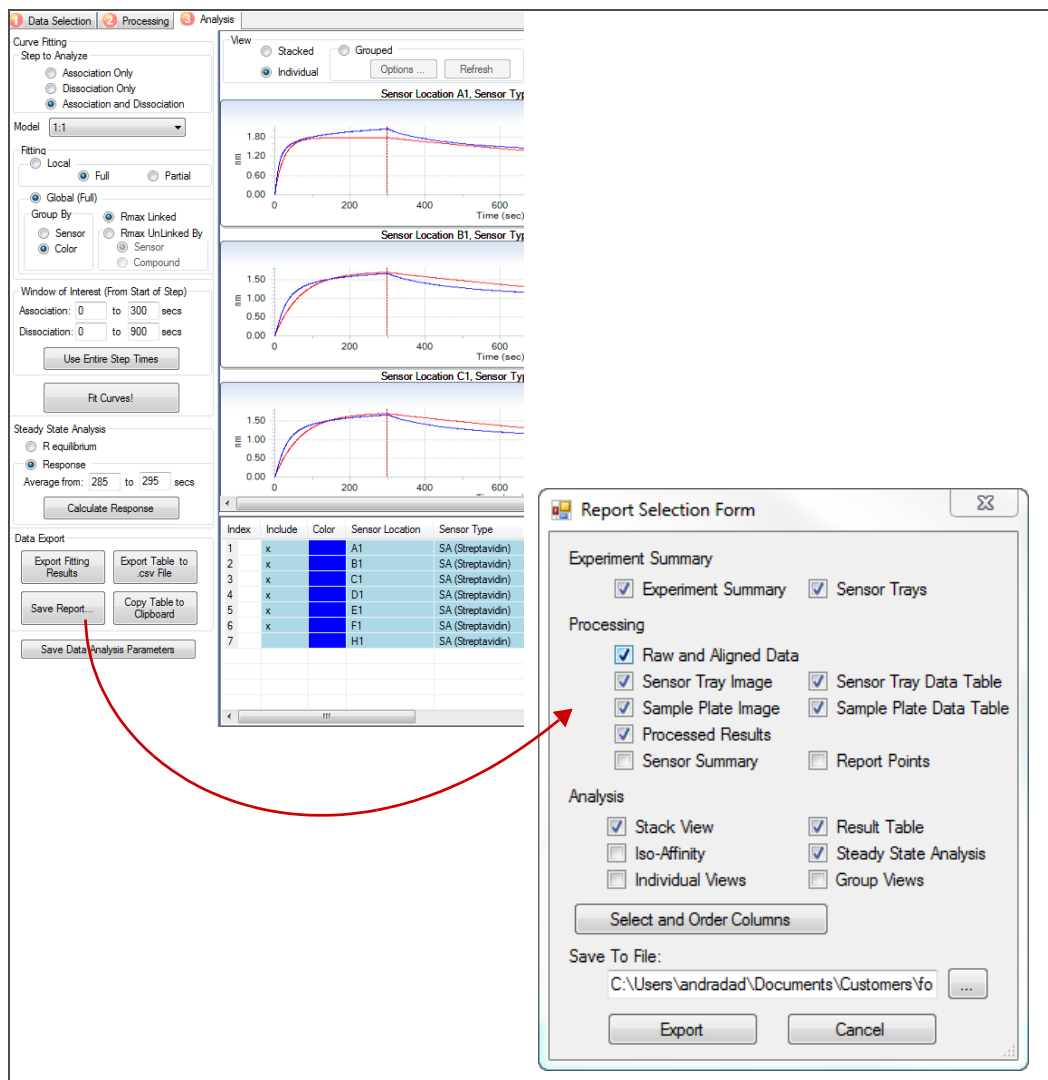 1 Data Selection 2 Processing 3 Analysis
Curve Fitting
Step to Analyze
Association Only
Dissociation Only
Association and Dissociation
Model 1:1
Fitting
Local
Full Partial
Global (Full)
Group By
Sensor
Color
Rmax Linked
Rmax UnLinked By
Sensor
Compound
Window of Interest (From Start of Step)
Association: 0 to 300 secs
Dissociation: 0 to 900 secs
Use Entire Step Times
Fit Curves!
Steady State Analysis
R equilibrium
Response
Average from: 285 to 295 secs
Calculate Response
Data Export
Export Fitting
Results
Export Table to
.csv File
Save Report...
Copy Table to
Clipboard
Save Data Analysis Parameters
View
Stacked
Individual
Grouped
Options ... Refresh
Sensor Location A1, Sensor Typ
1.80
1.20
0.60
0.00
nm
0 200 400 600
Time (sec)
Sensor Location B1, Sensor Typ
1.50
1.00
0.50
0.00
nm
0 200 400 600
Time (sec)
Sensor Location C1, Sensor Typ
1.50
1.00
0.50
0.00
nm
0 200 400 600
Index Include Color Sensor Location Sensor Type
1 x A1 SA (Streptavidin)
2 x B1 SA (Streptavidin)
3 x C1 SA (Streptavidin)
4 x D1 SA (Streptavidin)
5 x E1 SA (Streptavidin)
6 x F1 SA (Streptavidin)
7 H1 SA (Streptavidin)
Report Selection Form
Experiment Summary
Experiment Summary Sensor Trays
Processing
Raw and Aligned Data
Sensor Tray Image Sensor Tray Data Table
Sample Plate Image Sample Plate Data Table
Processed Results
Sensor Summary Report Points
Analysis
Stack View Result Table
Iso-Affinity Steady State Analysis
Individual Views Group Views
Select and Order Columns
Save To File:
C:\Users\andradad\Documents\Customers\fo ...
Export Cancel